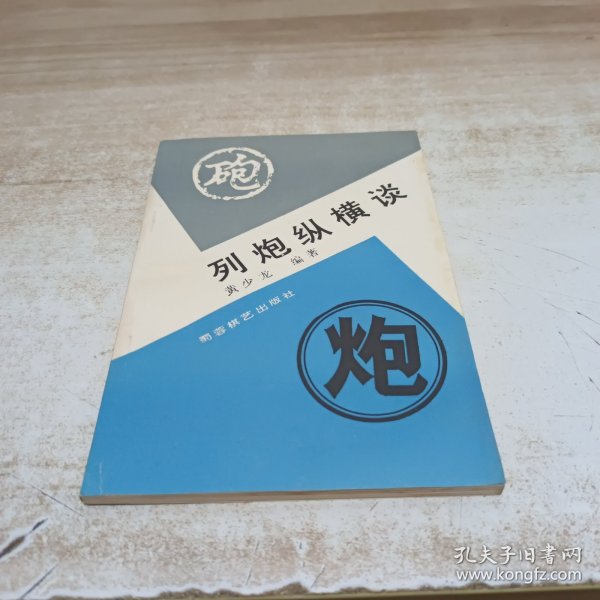 砲
列炮纵横谈
黄少龙 编著
蜀蓉棋艺出版社
炮
孔夫子旧书网
www.kongfz.com